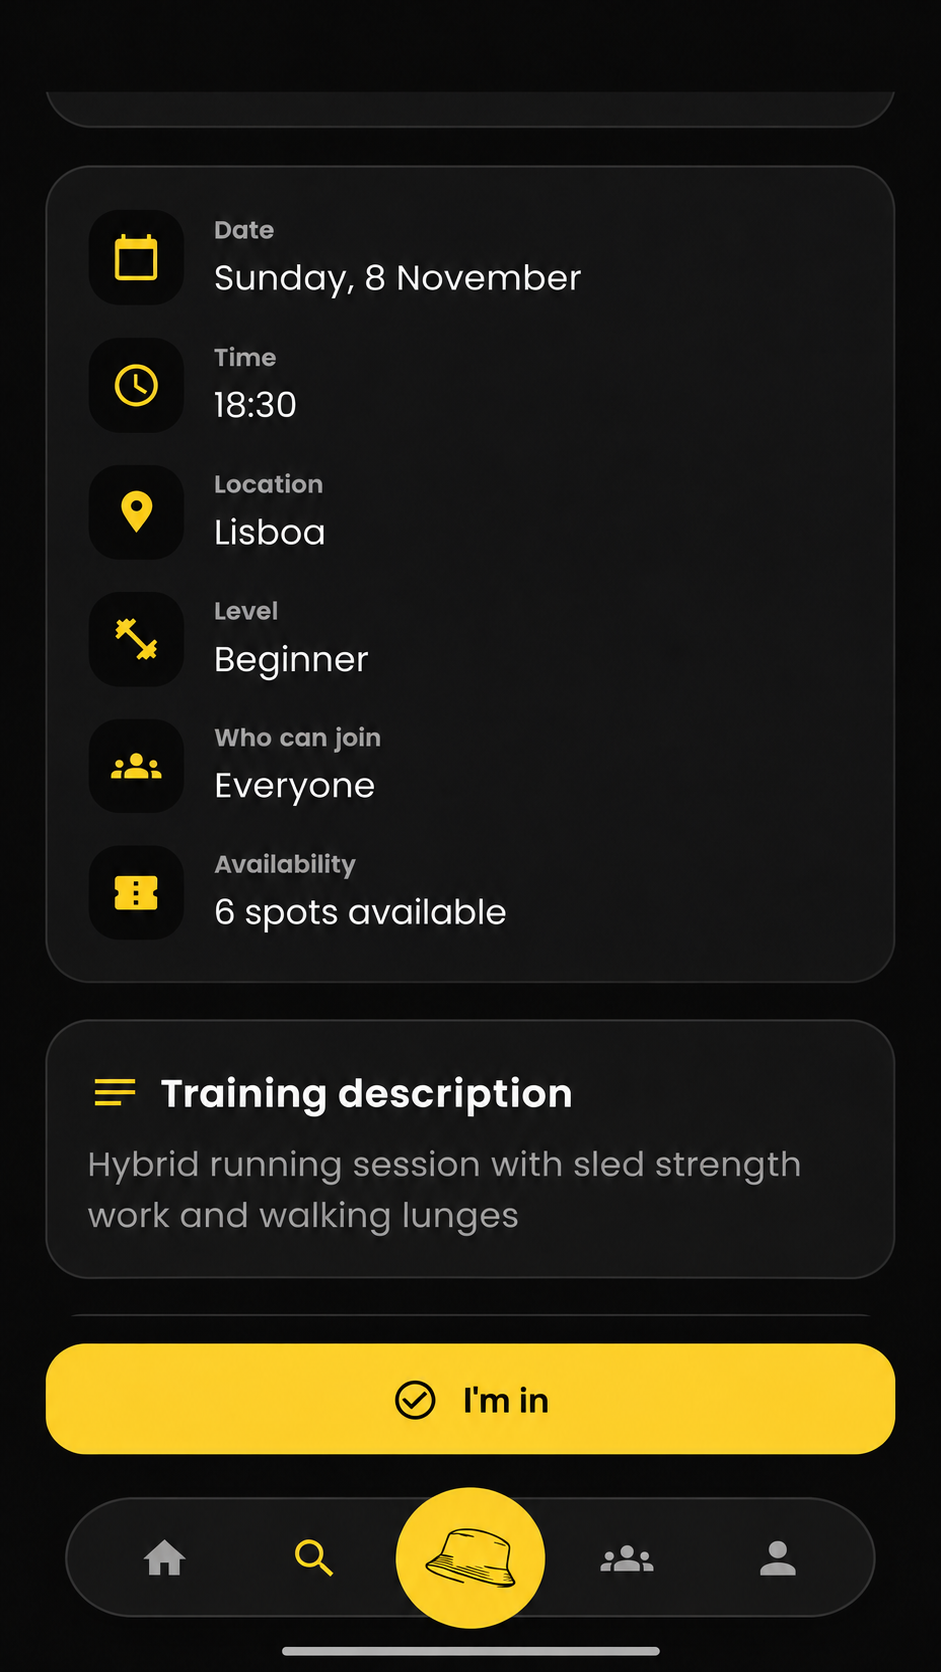 Date
Sunday, 8 November
Time
18:30
Location
Lisboa
Level
Beginner
Who can join
Everyone
Availability
6 spots available
Training description
Hybrid running session with sled strength
work and walking lunges
I'm in